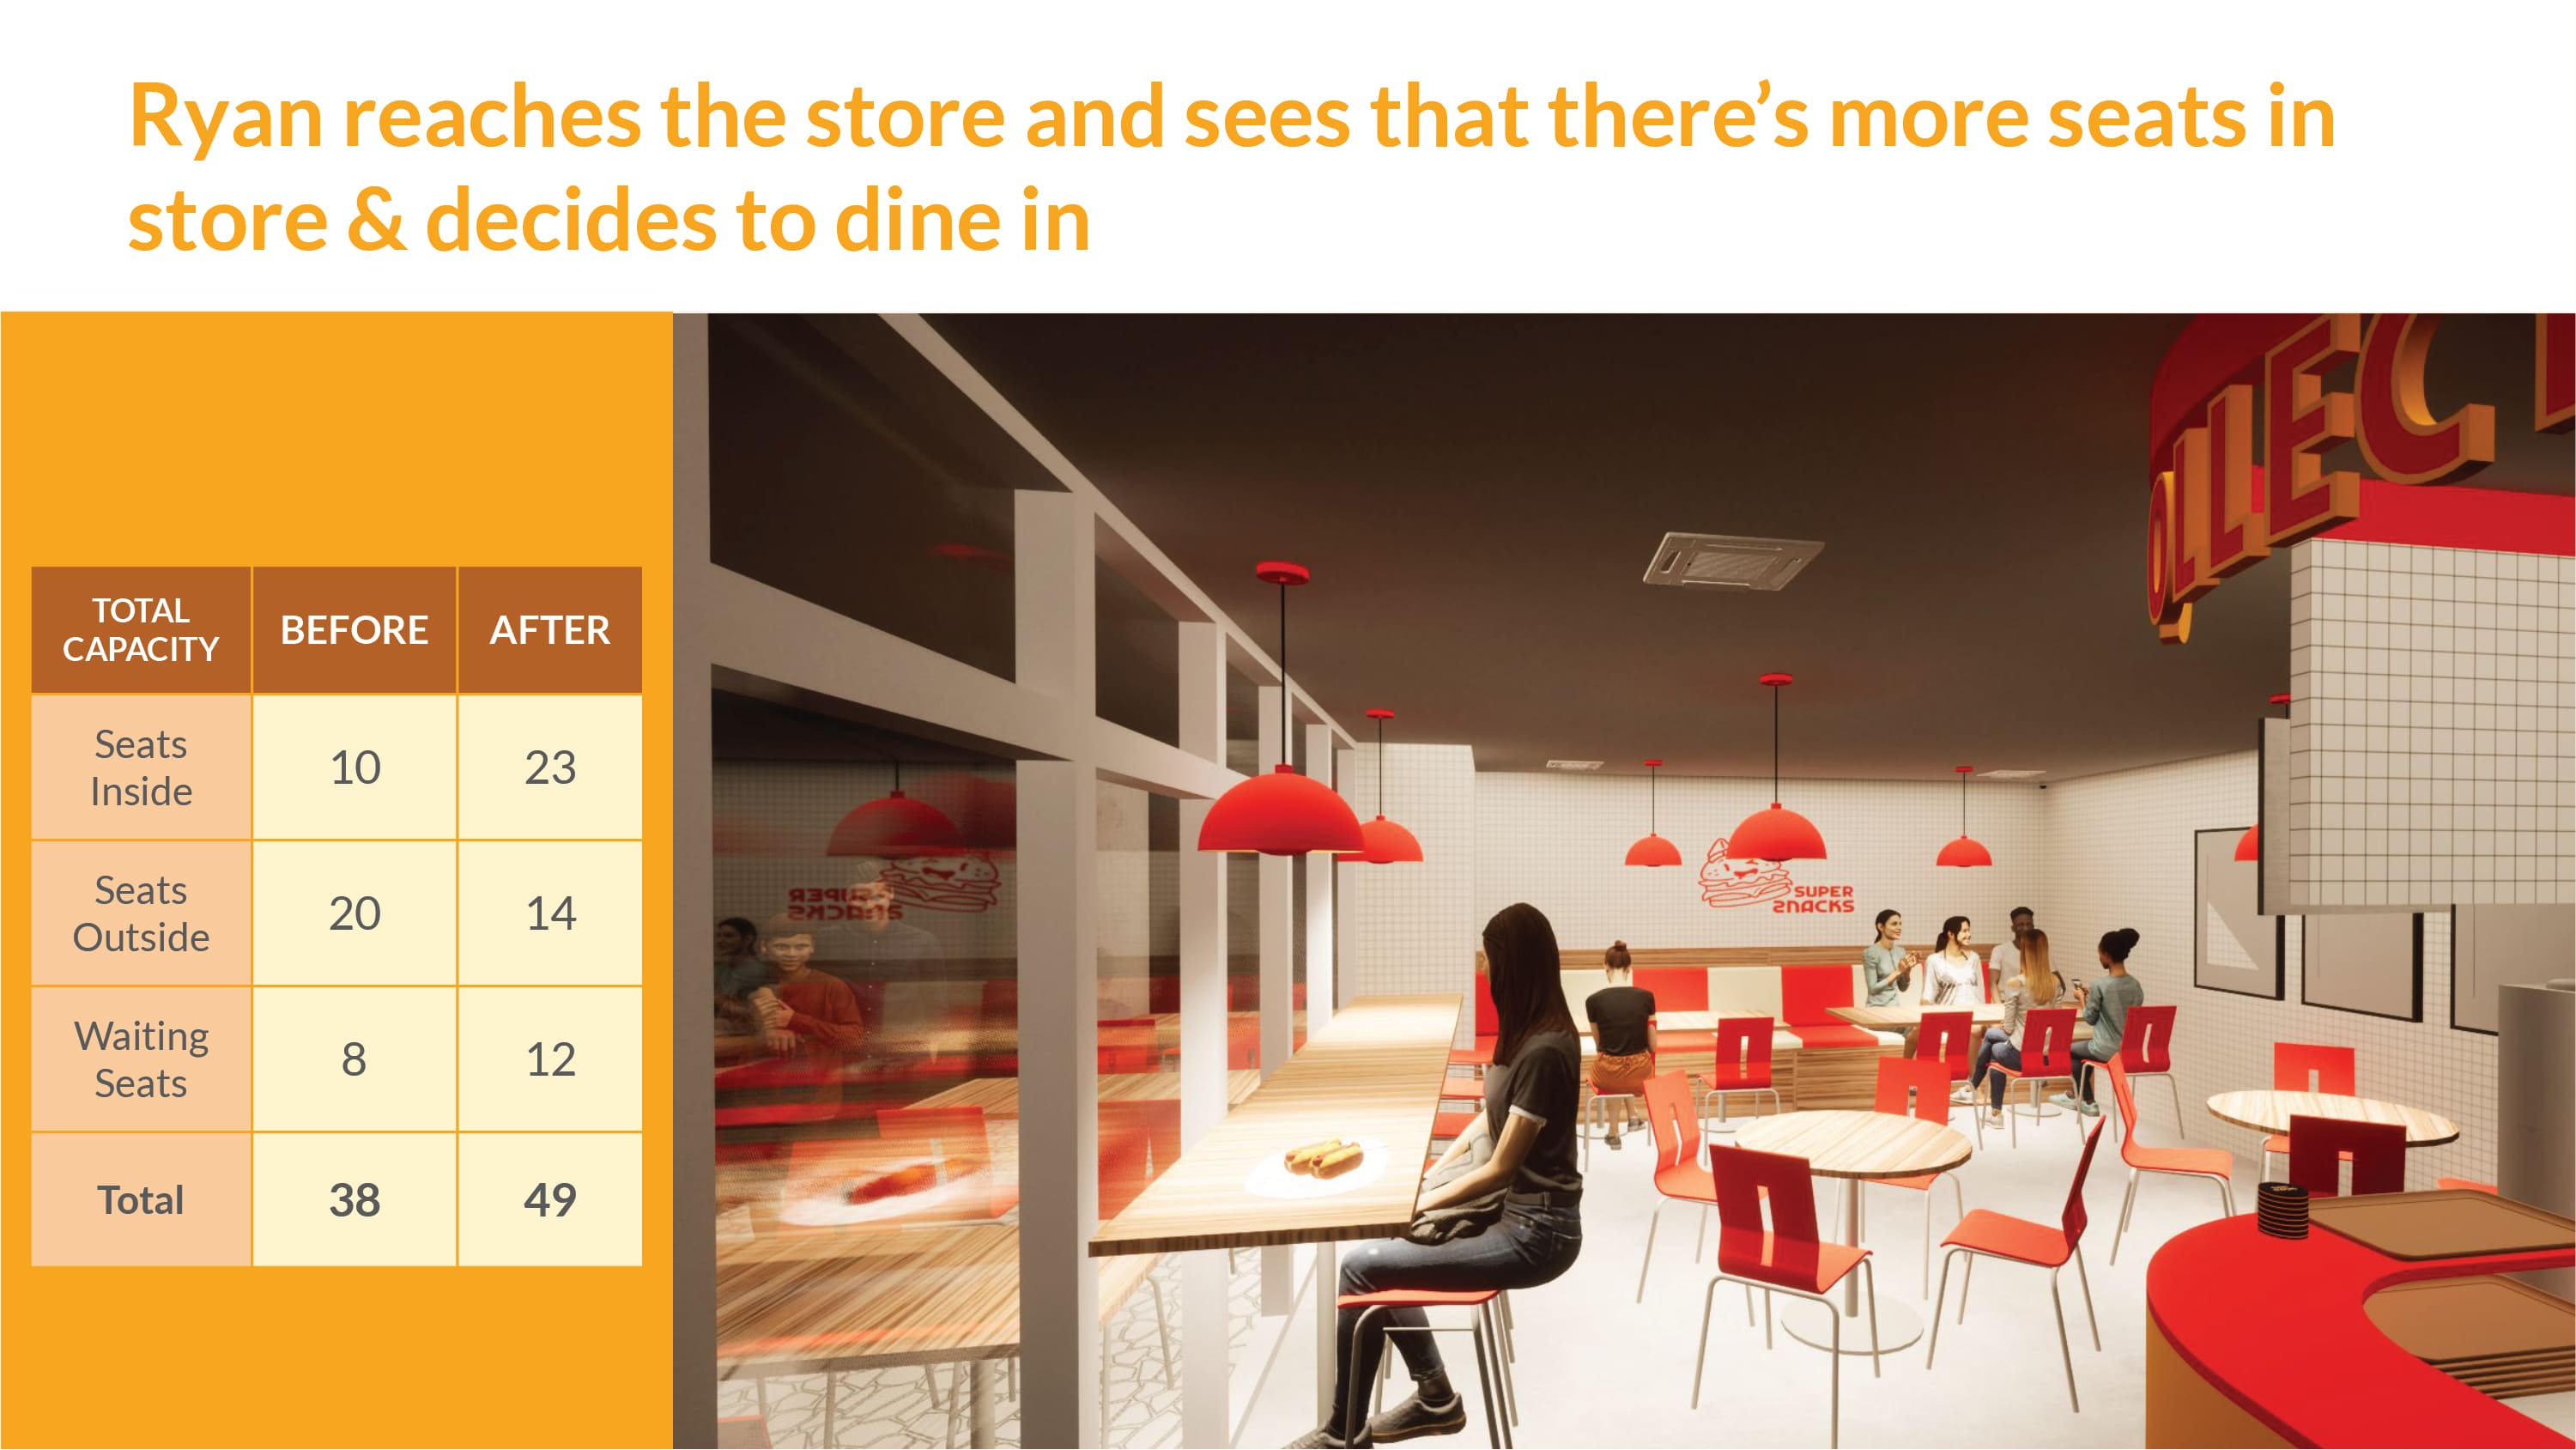 Ryan reaches the store and sees that there’s more seats in
store & decides to dine in
TOTAL
CAPACITY
BEFORE
AFTER
Seats
Inside
10
23
Seats
Outside
20
14
Waiting
Seats
8
12
Total
38
49
OLLEC
SUPER
SNACKS
SUPER
SNACKS